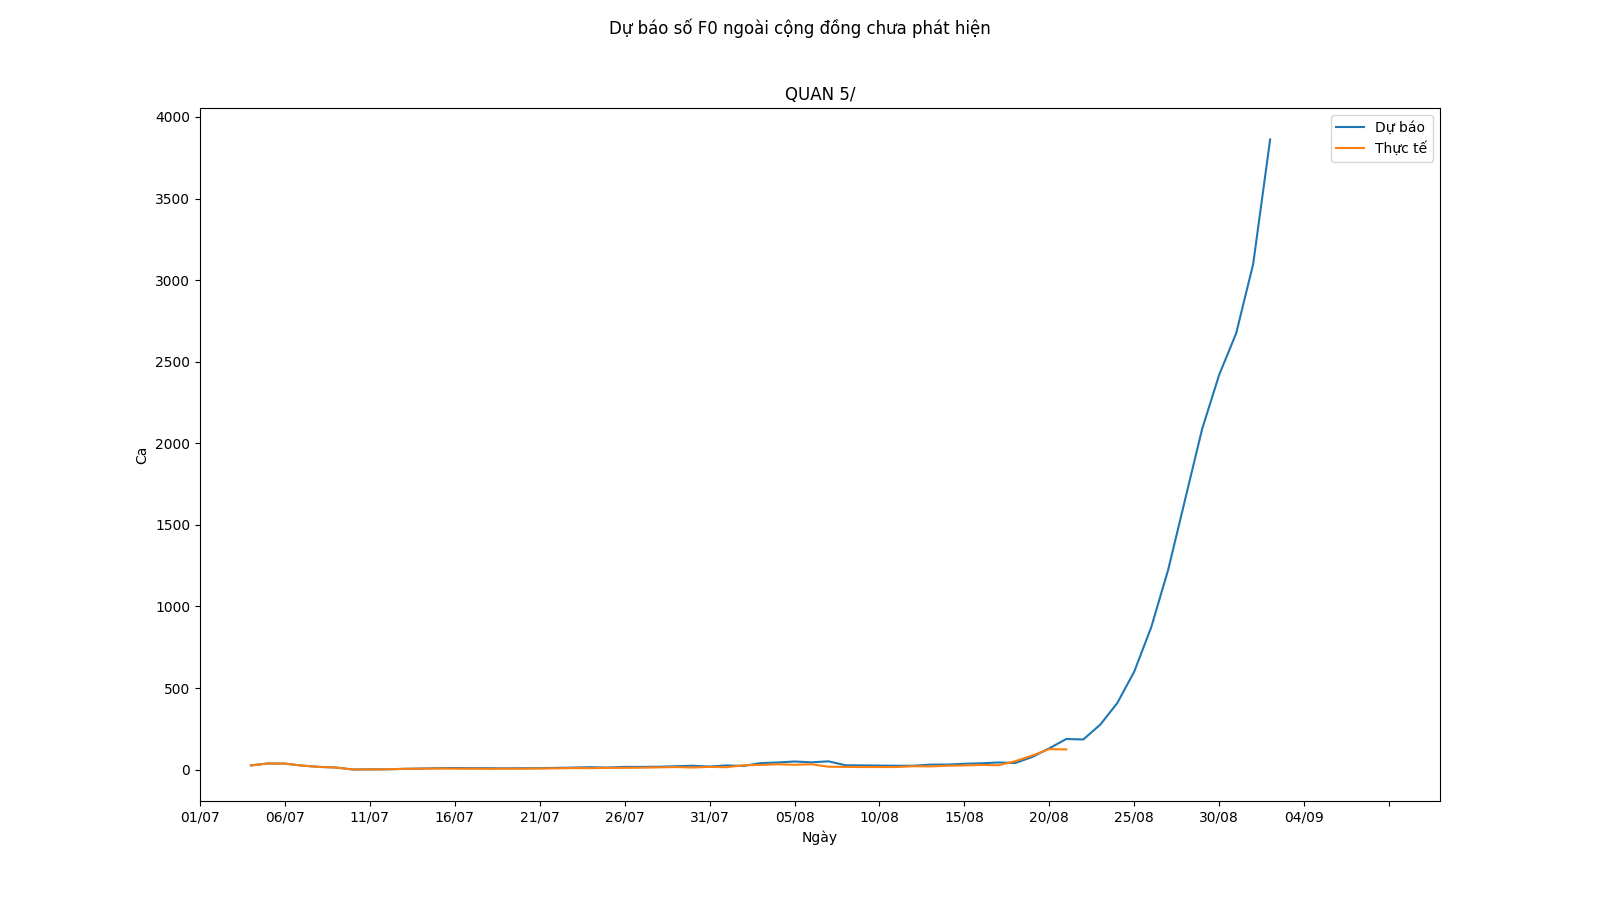 Dự báo số F0 ngoài cộng đồng chưa phát hiện
QUAN 5/
Dự báo
Thực tế
4000
3500
3000
2500
2000
1500
1000
500
0
Ca
01/07 06/07 11/07 16/07 21/07 26/07 31/07 05/08 10/08 15/08 20/08 25/08 30/08 04/09
Ngày